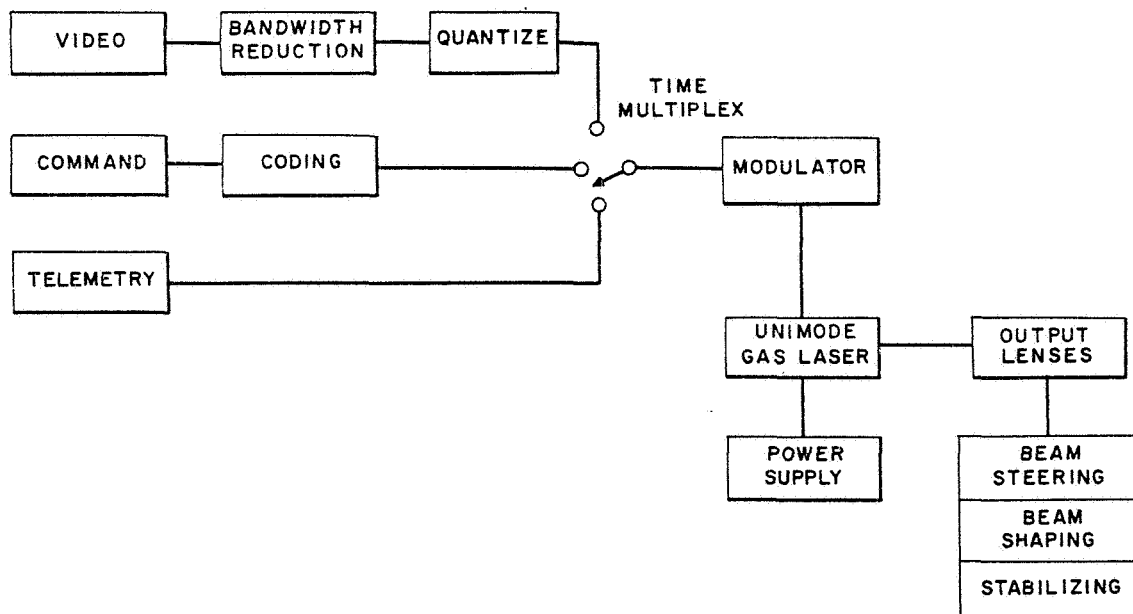 VIDEO
BANDWIDTH
REDUCTION
QUANTIZE
TIME
MULTIPLEX
COMMAND
CODING
MODULATOR
TELEMETRY
UNIMODE
GAS LASER
OUTPUT
LENSES
POWER
SUPPLY
BEAM
STEERING
BEAM
SHAPING
STABILIZING